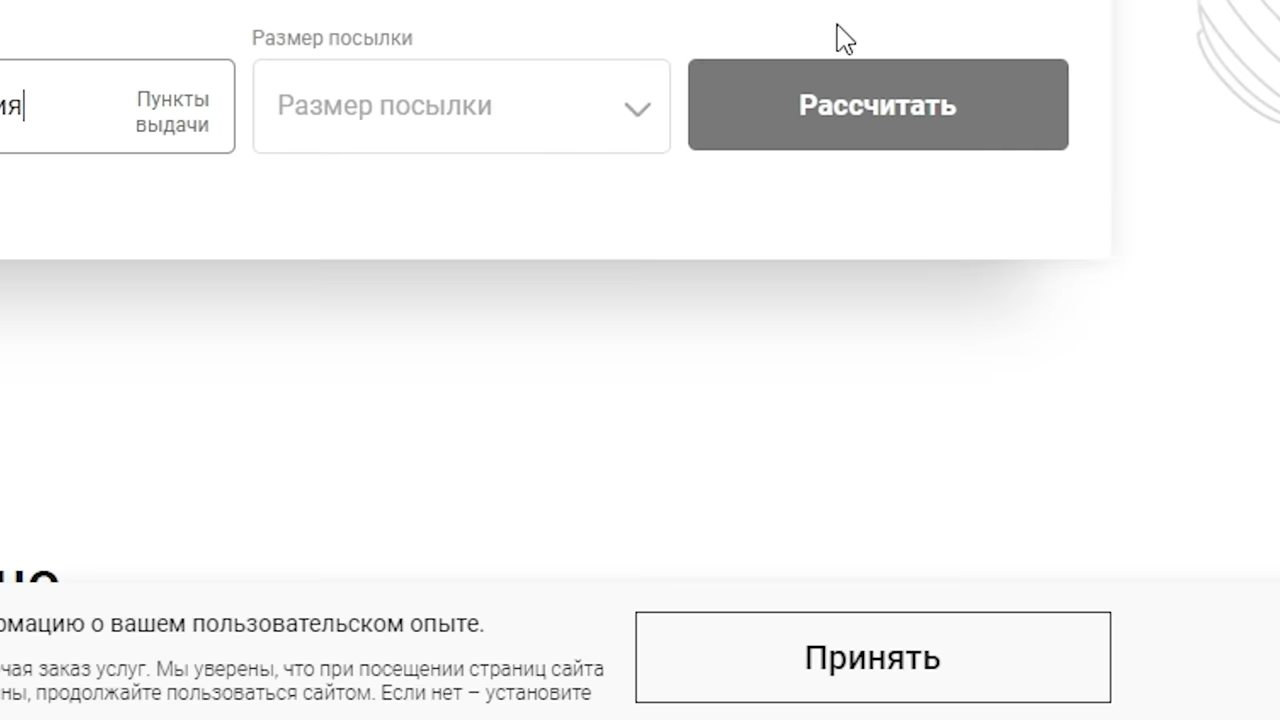 Размер посылки
ия
Пункты
выдачи
Размер посылки
Рассчитать
рмацию о вашем пользовательском опыте.
чая заказ услуг. Мы уверены, что при посещении страниц сайта
ны, продолжайте пользоваться сайтом. Если нет – установите
Принять